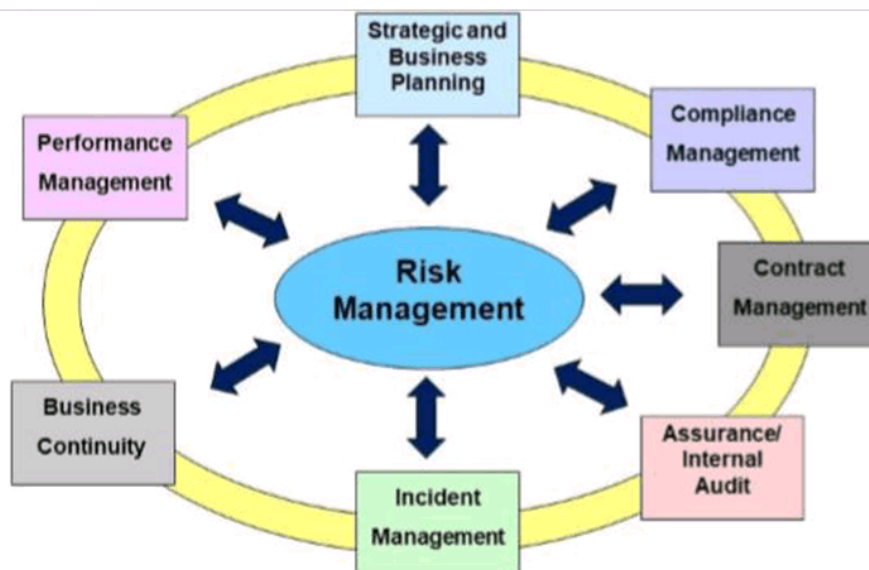 Strategic and
Business
Planning
Compliance
Management
Performance
Management
Contract
Management
Risk
Management
Business
Continuity
Assurance/
Internal
Audit
Incident
Management